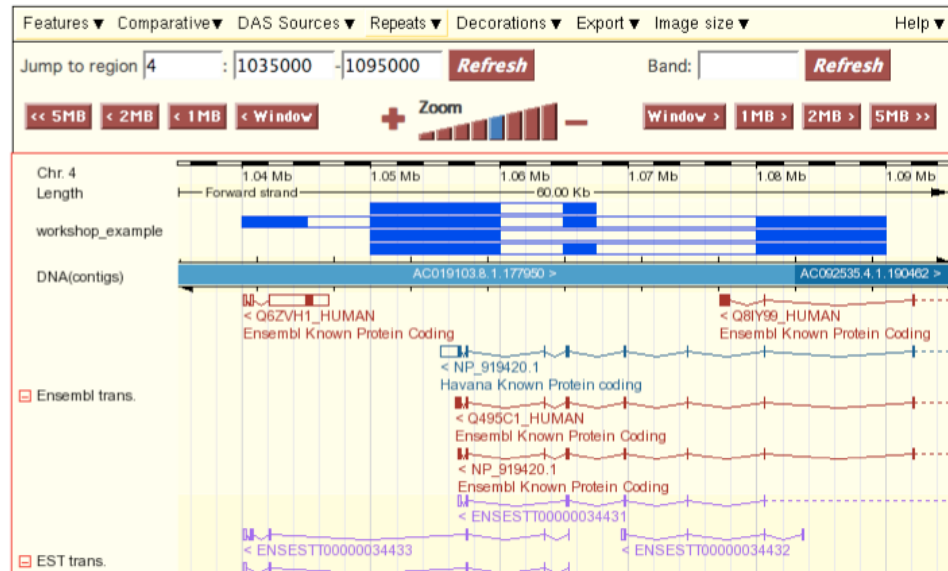 Features ▼ Comparative▼ DAS Sources ▼ Repeats ▼ Decorations ▼ Export ▼ Image size ▼ Help ▼
Jump to region 4 : 1035000 - 1095000 Refresh Band: Refresh
<< 5MB < 2MB < 1MB < Window + Zoom − Window > 1MB > 2MB > 5MB >>
Chr. 4 1.04 Mb 1.05 Mb 1.06 Mb 1.07 Mb 1.08 Mb 1.09 Mb
Length Forward strand 60.00 Kb
workshop_example
DNA(contigs) AC019103.8.1.177950 > AC092535.4.1.190462 >
< Q6ZVH1_HUMAN < Q8IY99_HUMAN
Ensembl Known Protein Coding Ensembl Known Protein Coding
< NP_919420.1
Havana Known Protein coding
Ensembl trans.
< Q495C1_HUMAN
Ensembl Known Protein Coding
< NP_919420.1
Ensembl Known Protein Coding
< ENSESTT00000034431
< ENSESTT00000034433 < ENSESTT00000034432
EST trans.